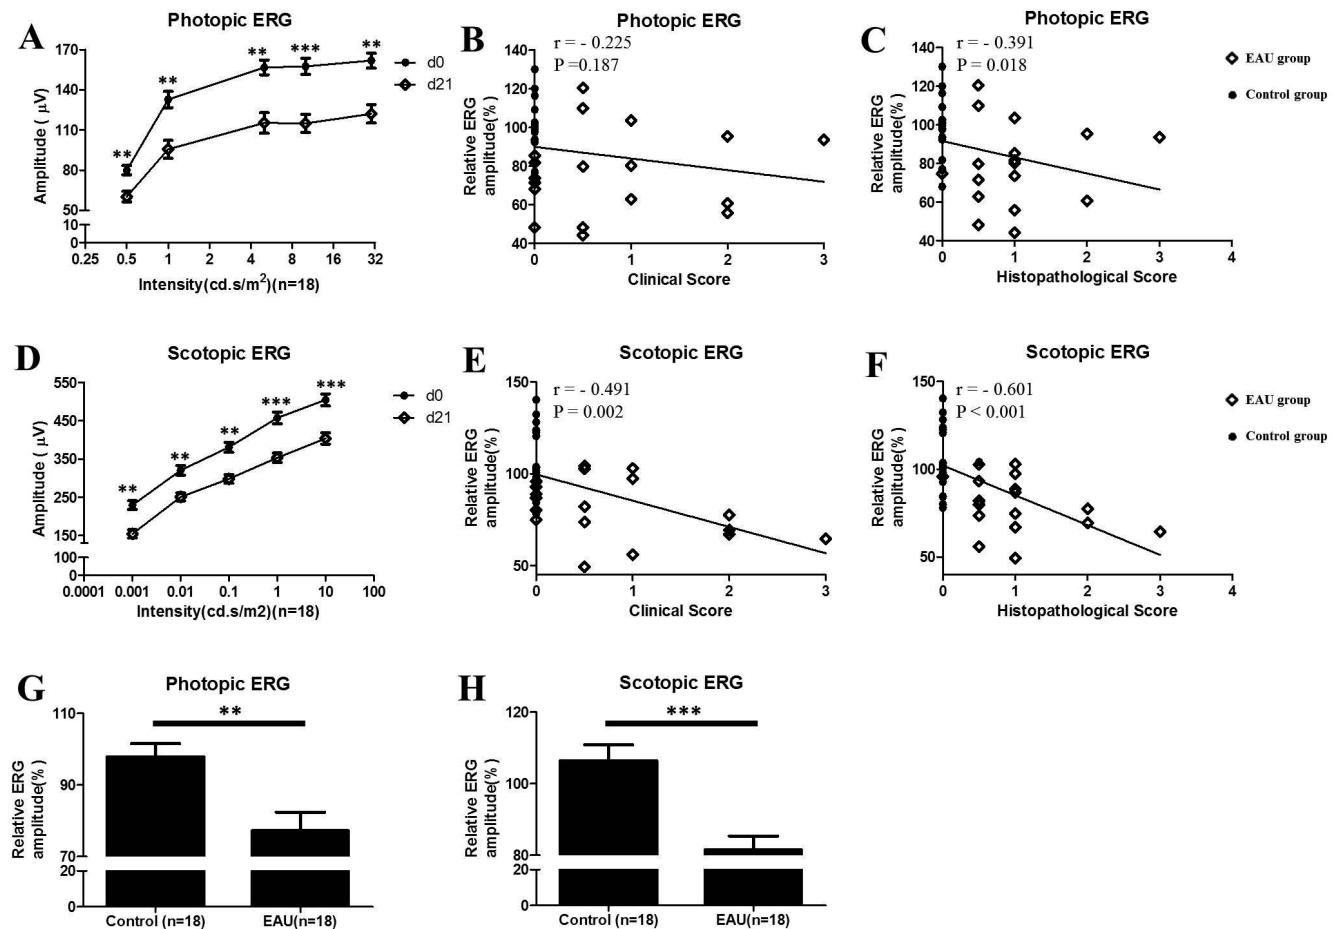 A
Photopic ERG
170
140
110
80
50
10
0
Amplitude ( μV)
** ** ** *** **
d0
d21
0.25 0.5 1 2 4 8 16 32
Intensity(cd.s/m2)(n=18)
B
Photopic ERG
r = - 0.225
P =0.187
140
120
100
80
60
40
Relative ERG
amplitude(%)
0 1 2 3
Clinical Score
C
Photopic ERG
r = - 0.391
P = 0.018
140
120
100
80
60
40
Relative ERG
amplitude(%)
0 1 2 3 4
Histopathological Score
EAU group
Control group
D
Scotopic ERG
550
450
350
250
150
100
0
Amplitude ( μV)
** ** ** *** ***
d0
d21
0.0001 0.001 0.01 0.1 1 10 100
Intensity(cd.s/m2)(n=18)
E
Scotopic ERG
r = - 0.491
P = 0.002
150
100
50
Relative ERG
amplitude(%)
0 1 2 3
Clinical Score
F
Scotopic ERG
r = - 0.601
P < 0.001
150
100
50
Relative ERG
amplitude(%)
0 1 2 3 4
Histopathological Score
EAU group
Control group
G
Photopic ERG
**
110
90
70
20
0
Relative ERG
amplitude(%)
Control (n=18) EAU(n=18)
H
Scotopic ERG
***
120
100
80
20
0
Relative ERG
amplitude(%)
Control (n=18) EAU(n=18)